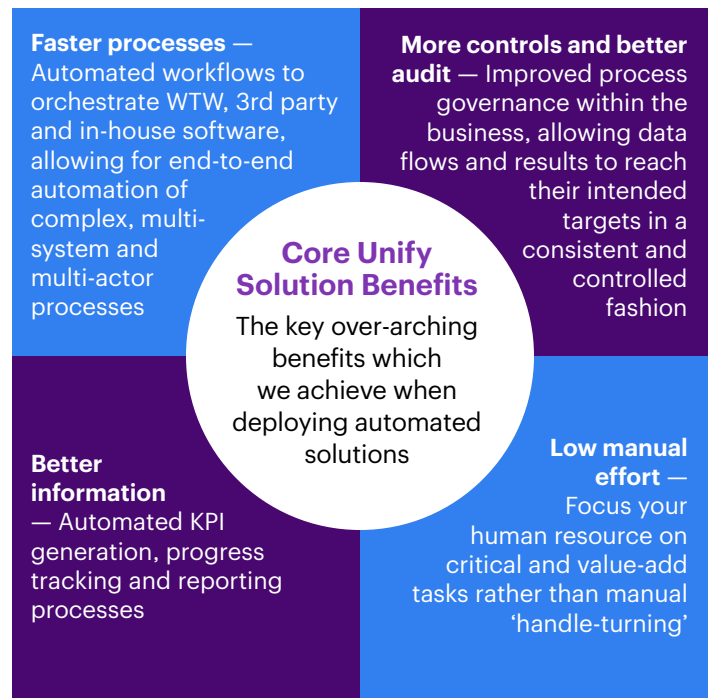 Faster processes —
Automated workflows to
orchestrate WTW, 3rd party
and in-house software,
allowing for end-to-end
automation of
complex, multi-
system and
multi-actor
processes
More controls and better
audit — Improved process
governance within the
business, allowing data
flows and results to reach
their intended
targets in a
consistent and
controlled
fashion
Core Unify
Solution Benefits
The key over-arching
benefits which
we achieve when
deploying automated
solutions
Better
information
— Automated KPI
generation, progress
tracking and reporting
processes
Low manual
effort —
Focus your
human resource on
critical and value-add
tasks rather than manual
‘handle-turning’